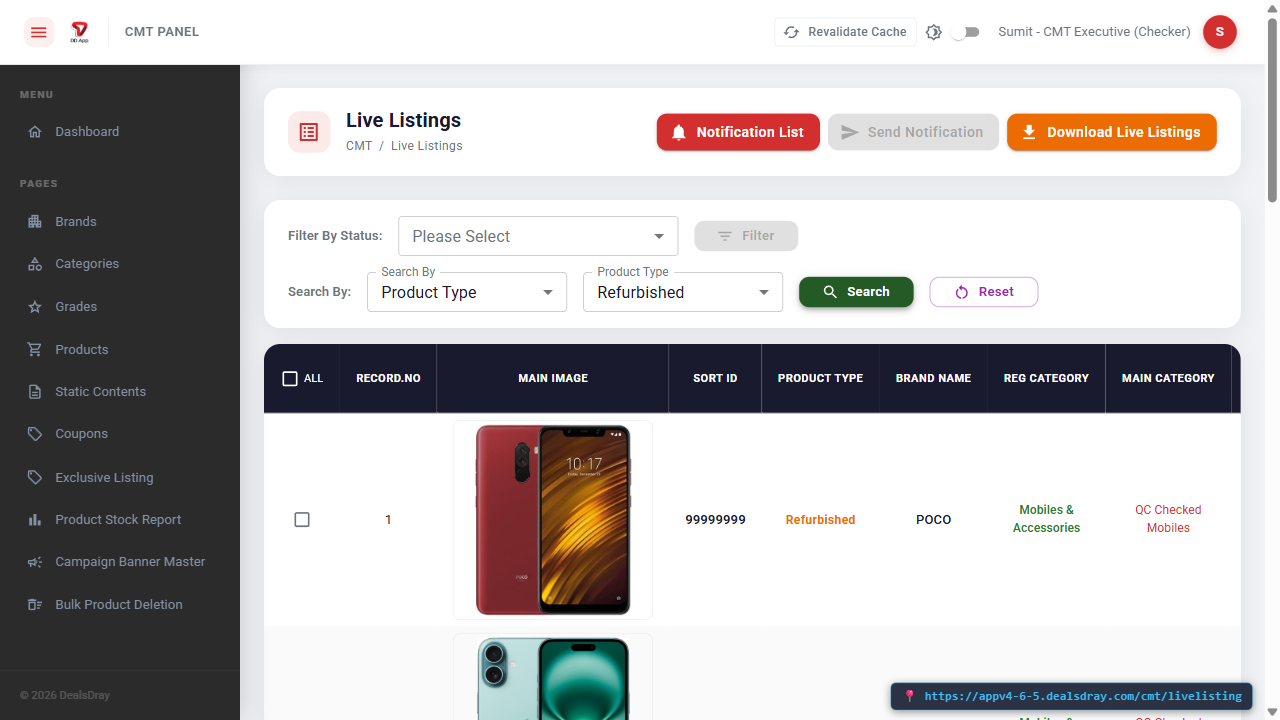 DD App
CMT PANEL
Revalidate Cache
Sumit - CMT Executive (Checker)
S
MENU
Dashboard
PAGES
Brands
Categories
Grades
Products
Static Contents
Coupons
Exclusive Listing
Product Stock Report
Campaign Banner Master
Bulk Product Deletion
© 2026 DealsDray
Live Listings
CMT / Live Listings
Notification List
Send Notification
Download Live Listings
Filter By Status:
Please Select
Filter
Search By:
Search By
Product Type
Product Type
Refurbished
Search
Reset
ALL
RECORD.NO
MAIN IMAGE
SORT ID
PRODUCT TYPE
BRAND NAME
REG CATEGORY
MAIN CATEGORY
1
10:17
POCO
99999999
Refurbished
POCO
Mobiles &
Accessories
QC Checked
Mobiles
https://appv4-6-5.dealsdray.com/cmt/livelisting